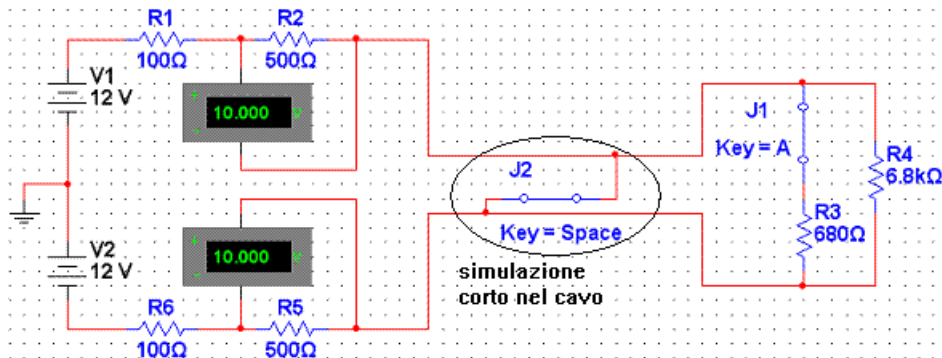 R1
100Ω
R2
500Ω
V1
12 V
+
10.000 V
-
J1
Key = A
R4
6.8kΩ
J2
Key = Space
R3
680Ω
simulazione
corto nel cavo
V2
12 V
+
10.000 V
-
R6
100Ω
R5
500Ω